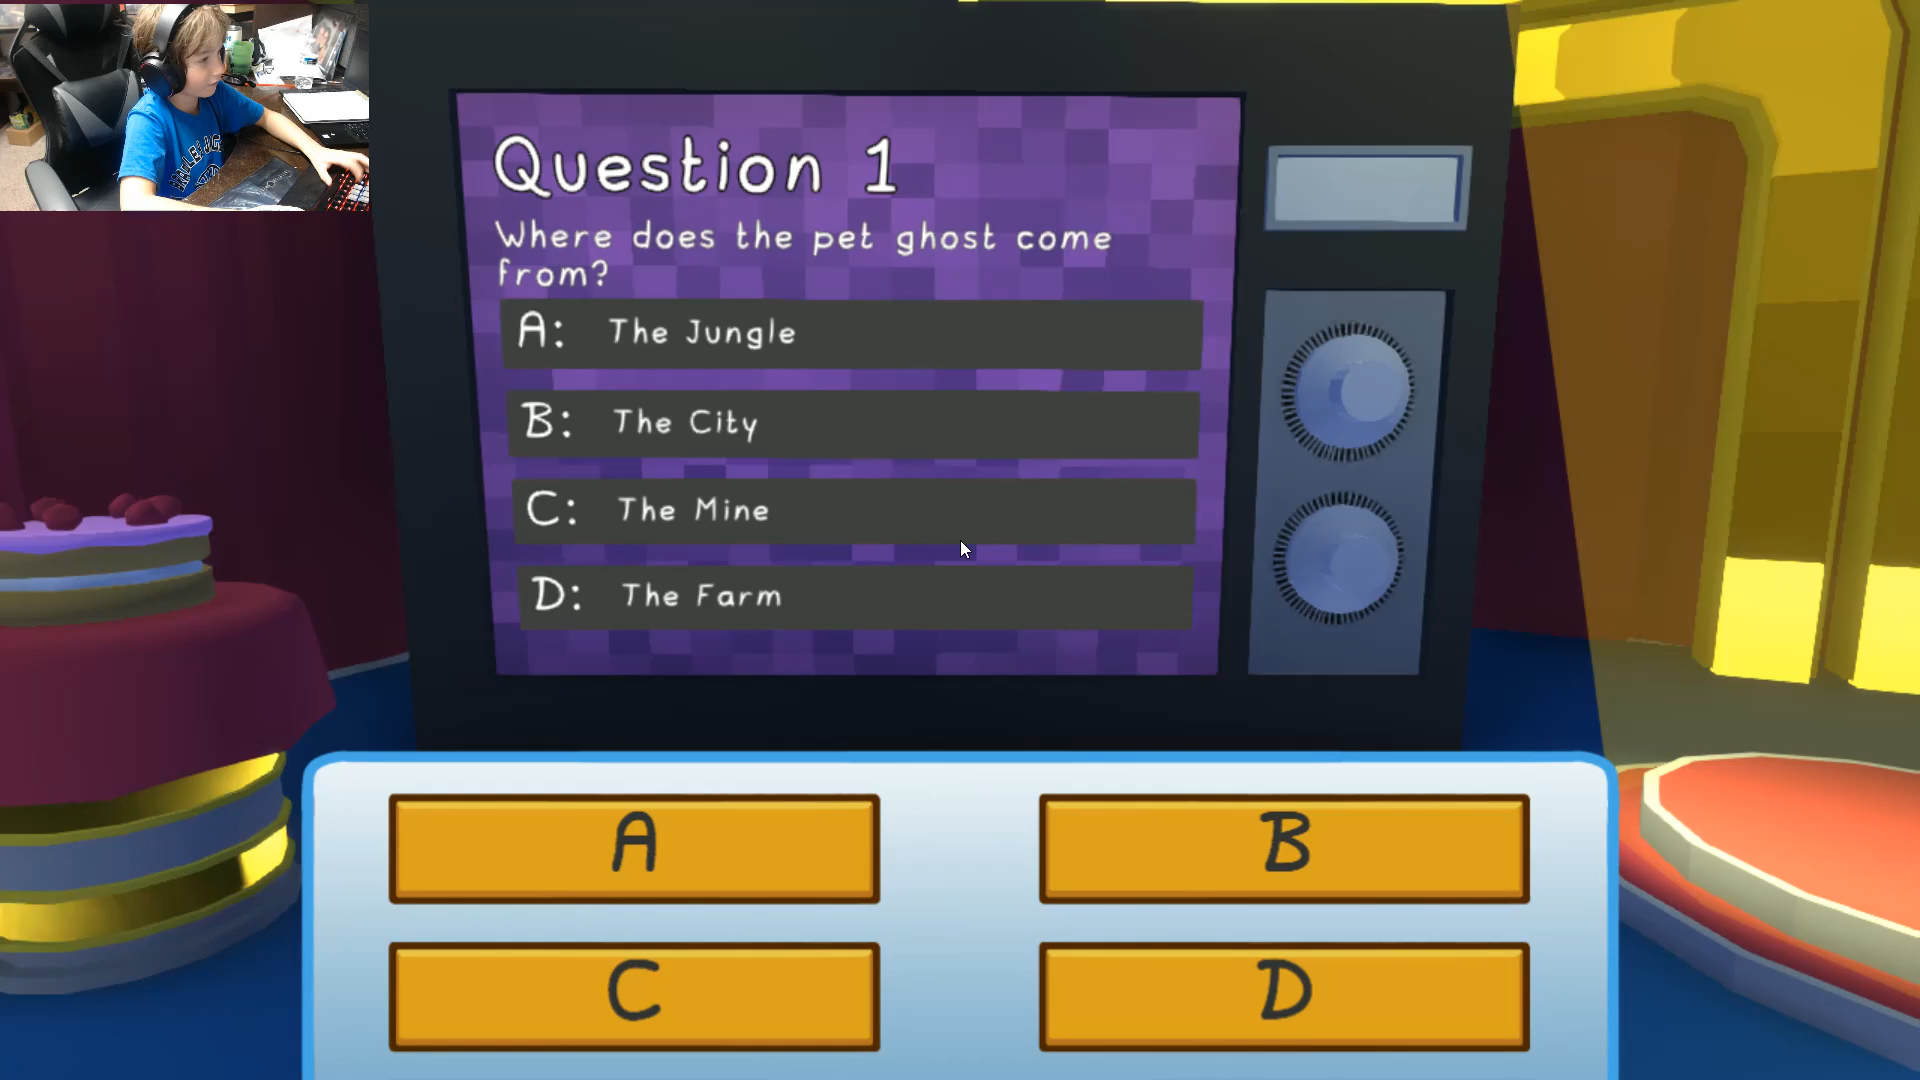 Question 1
Where does the pet ghost come
from?
A: The Jungle
B: The City
C: The Mine
D: The Farm
A
B
C
D